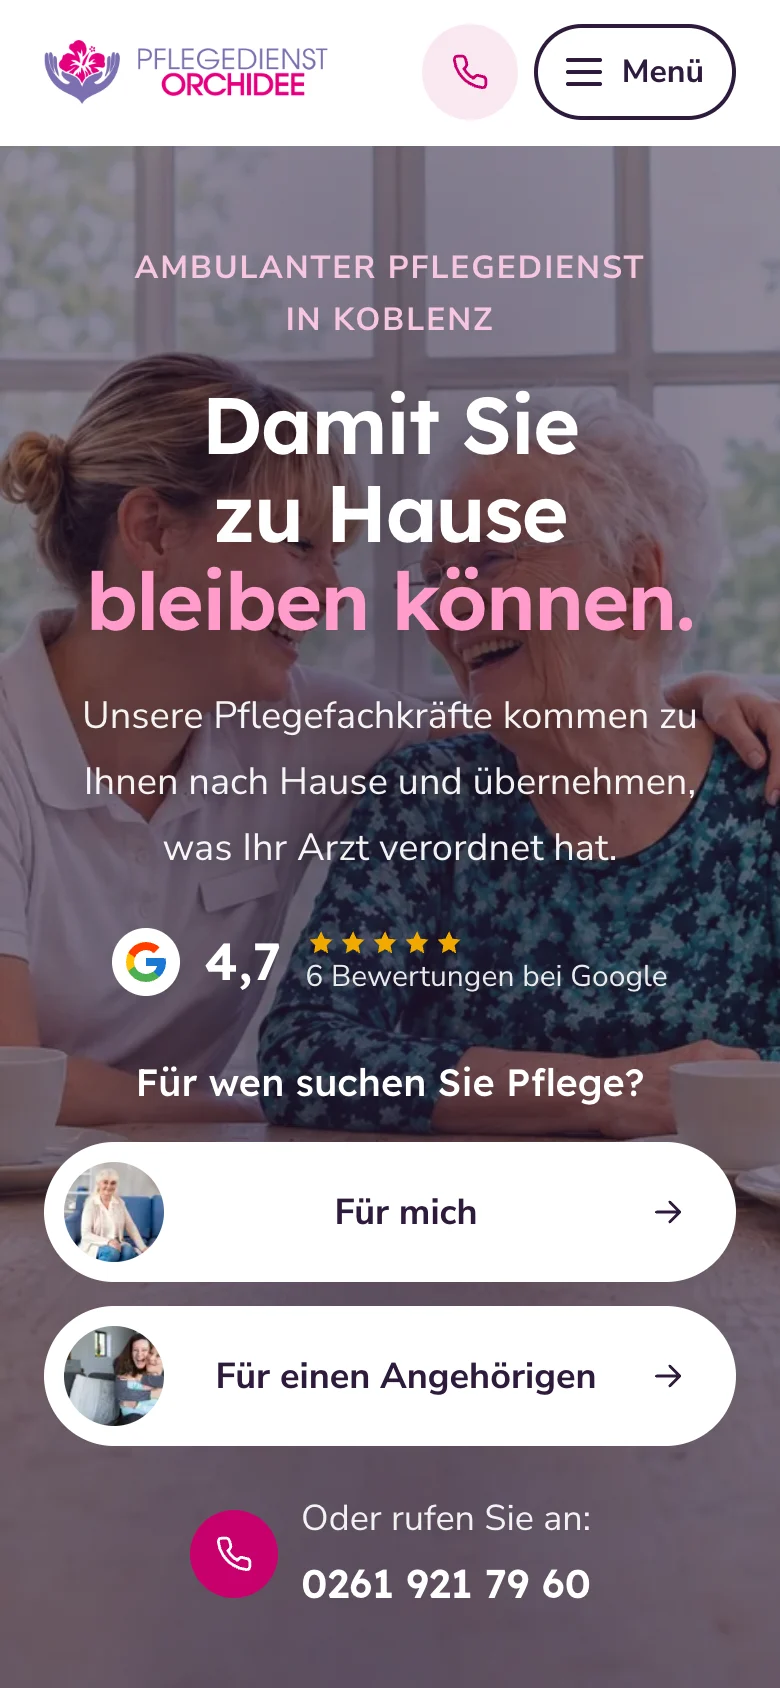 PFLEGEDIENST
ORCHIDEE
Menü
AMBULANTER PFLEGEDIENST
IN KOBLENZ
Damit Sie
zu Hause
bleiben können.
Unsere Pflegefachkräfte kommen zu
Ihnen nach Hause und übernehmen,
was Ihr Arzt verordnet hat.
4,7
6 Bewertungen bei Google
Für wen suchen Sie Pflege?
Für mich
Für einen Angehörigen
Oder rufen Sie an:
0261 921 79 60